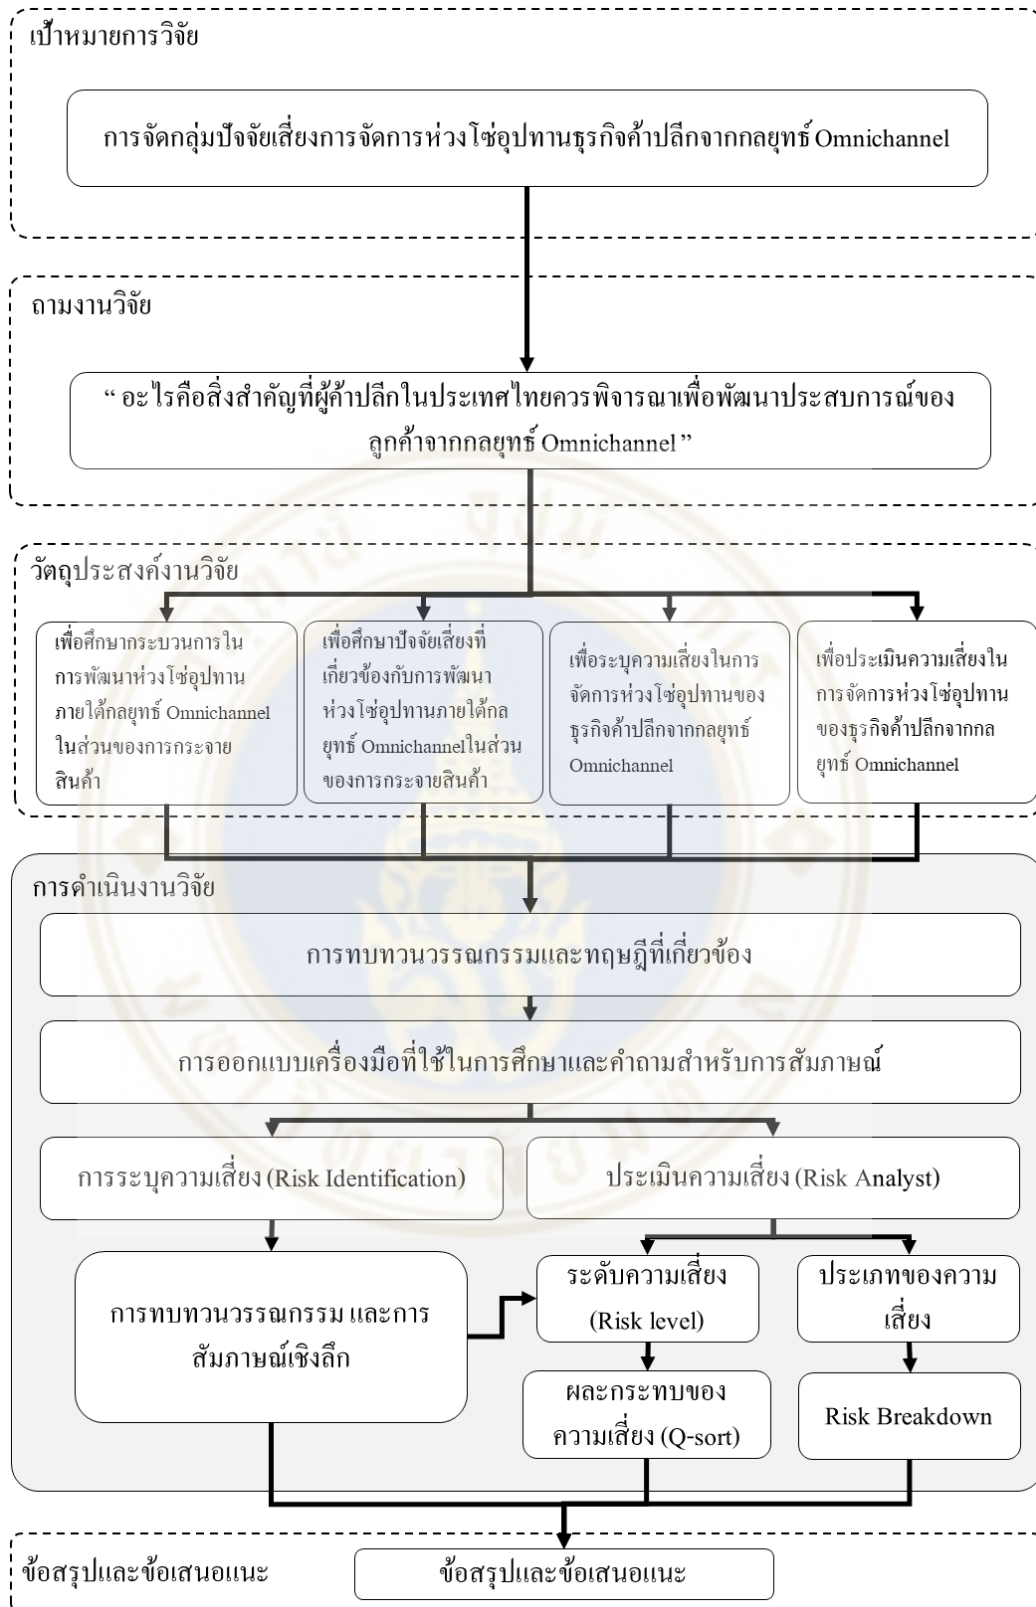 เป้าหมายการวิจัย
การจัดกลุ่มปัจจัยเสี่ยงการจัดการห่วงโซ่อุปทานธุรกิจค้าปลีกจากกลยุทธ์ Omnichannel
ถามงานวิจัย
“ อะไรคือสิ่งสำคัญที่ผู้ค้าปลีกในประเทศไทยควรพิจารณาเพื่อพัฒนาประสบการณ์ของ
ลูกค้าจากกลยุทธ์ Omnichannel ”
วัตถุประสงค์งานวิจัย
เพื่อศึกษากระบวนการใน
การพัฒนาห่วงโซ่อุปทาน
ภายใต้กลยุทธ์ Omnichannel
ในส่วนของการกระจาย
สินค้า
เพื่อศึกษาปัจจัยเสี่ยงที่
เกี่ยวข้องกับการพัฒนา
ห่วงโซ่อุปทานภายใต้กล
ยุทธ์ Omnichannelในส่วน
ของการกระจายสินค้า
เพื่อระบุความเสี่ยงในการ
จัดการห่วงโซ่อุปทานของ
ธุรกิจค้าปลีกจากกลยุทธ์
Omnichannel
เพื่อประเมินความเสี่ยงใน
การจัดการห่วงโซ่อุปทาน
ของธุรกิจค้าปลีกจากกล
ยุทธ์ Omnichannel
การดำเนินงานวิจัย
การทบทวนวรรณกรรมและทฤษฎีที่เกี่ยวข้อง
การออกแบบเครื่องมือที่ใช้ในการศึกษาและคำถามสำหรับการสัมภาษณ์
การระบุความเสี่ยง (Risk Identification)
ประเมินความเสี่ยง (Risk Analyst)
การทบทวนวรรณกรรม และการ
สัมภาษณ์เชิงลึก
ระดับความเสี่ยง
(Risk level)
ประเภทของความ
เสี่ยง
ผละกระทบของ
ความเสี่ยง (Q-sort)
Risk Breakdown
ข้อสรุปและข้อเสนอแนะ
ข้อสรุปและข้อเสนอแนะ